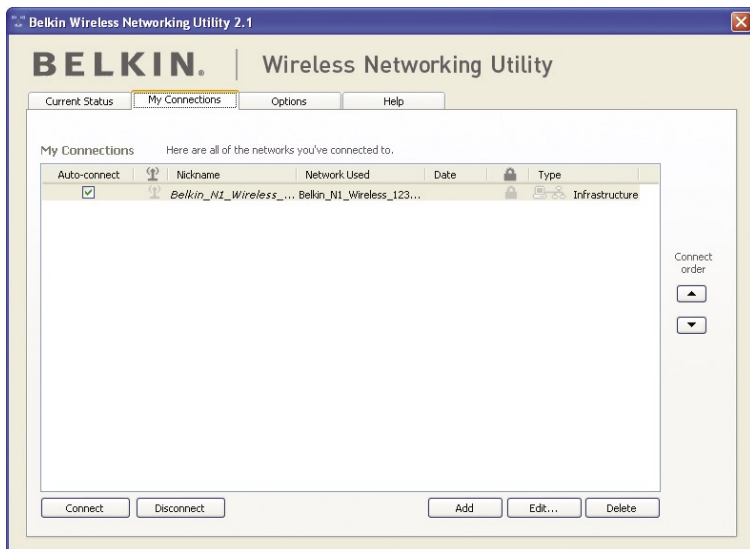 Belkin Wireless Networking Utility 2.1
BELKIN. | Wireless Networking Utility
Current Status My Connections Options Help
My Connections Here are all of the networks you've connected to.
Auto-connect Nickname Network Used Date Type
Belkin_N1_Wireless_... Belkin_N1_Wireless_123... Infrastructure
Connect
order
Connect Disconnect Add Edit... Delete